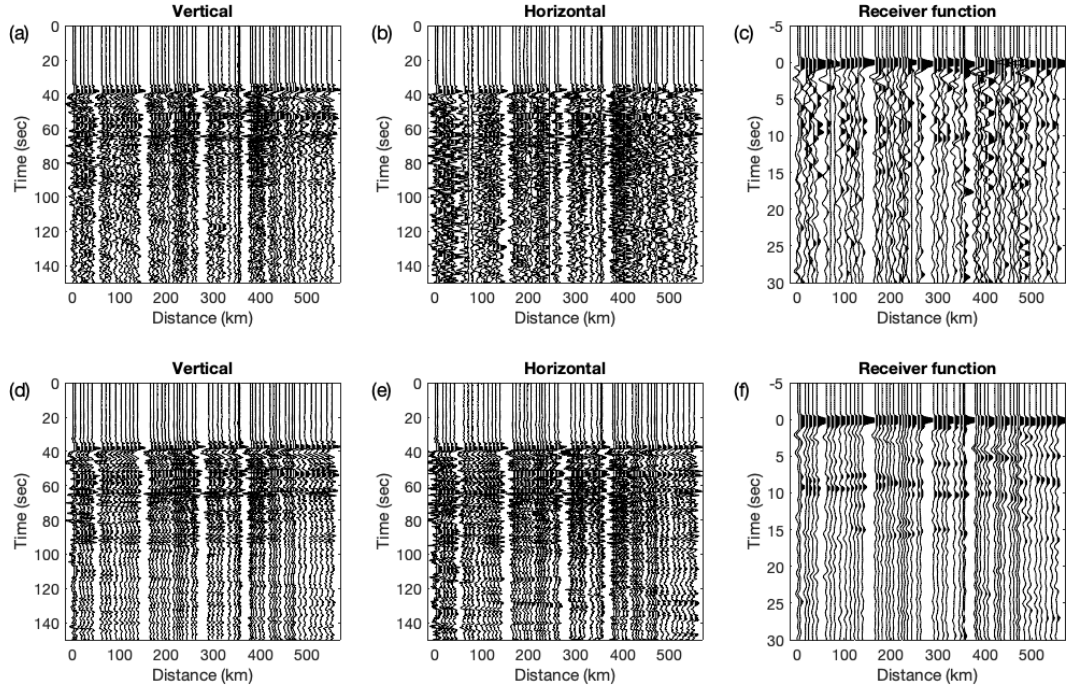 Vertical
Horizontal
Receiver function
(a)
(b)
(c)
0
20
40
60
80
100
120
140
Time (sec)
0 100 200 300 400 500
Distance (km)
0
20
40
60
80
100
120
140
Time (sec)
0 100 200 300 400 500
Distance (km)
-5
0
5
10
15
20
25
30
Time (sec)
0 100 200 300 400 500
Distance (km)
Vertical
Horizontal
Receiver function
(d)
(e)
(f)
0
20
40
60
80
100
120
140
Time (sec)
0 100 200 300 400 500
Distance (km)
0
20
40
60
80
100
120
140
Time (sec)
0 100 200 300 400 500
Distance (km)
-5
0
5
10
15
20
25
30
Time (sec)
0 100 200 300 400 500
Distance (km)